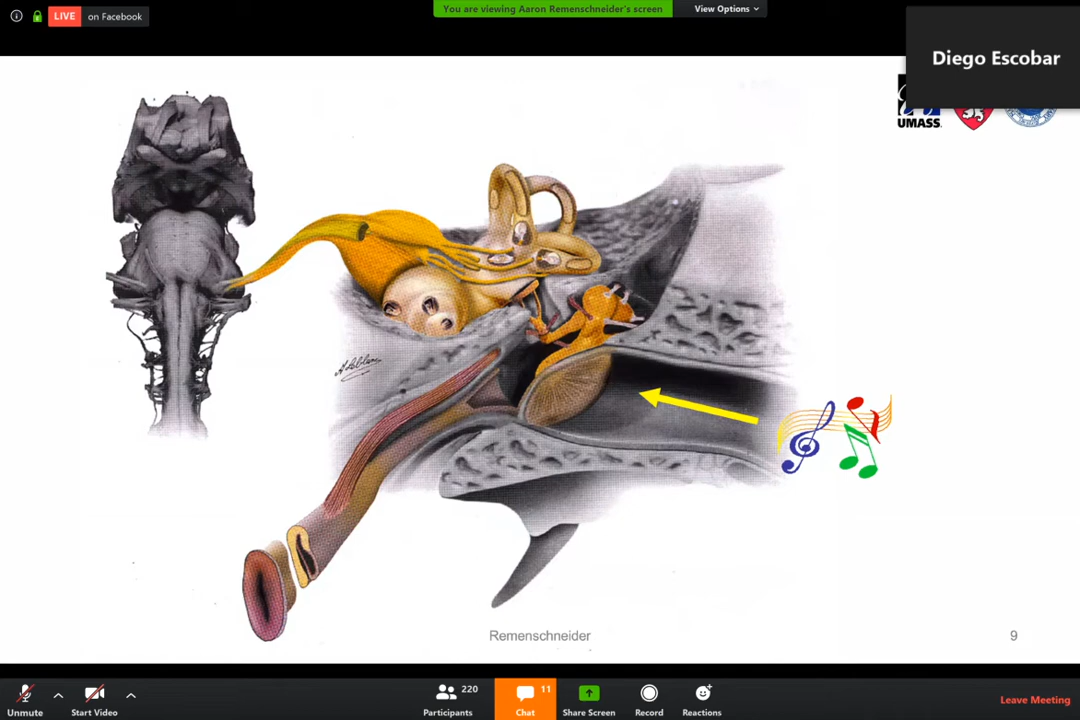 LIVE on Facebook
You are viewing Aaron Remenschneider's screen
View Options
Diego Escobar
UMASS.
Remenschneider
9
Unmute
Start Video
Participants
220
Chat
11
Share Screen
Record
Reactions
Leave Meeting